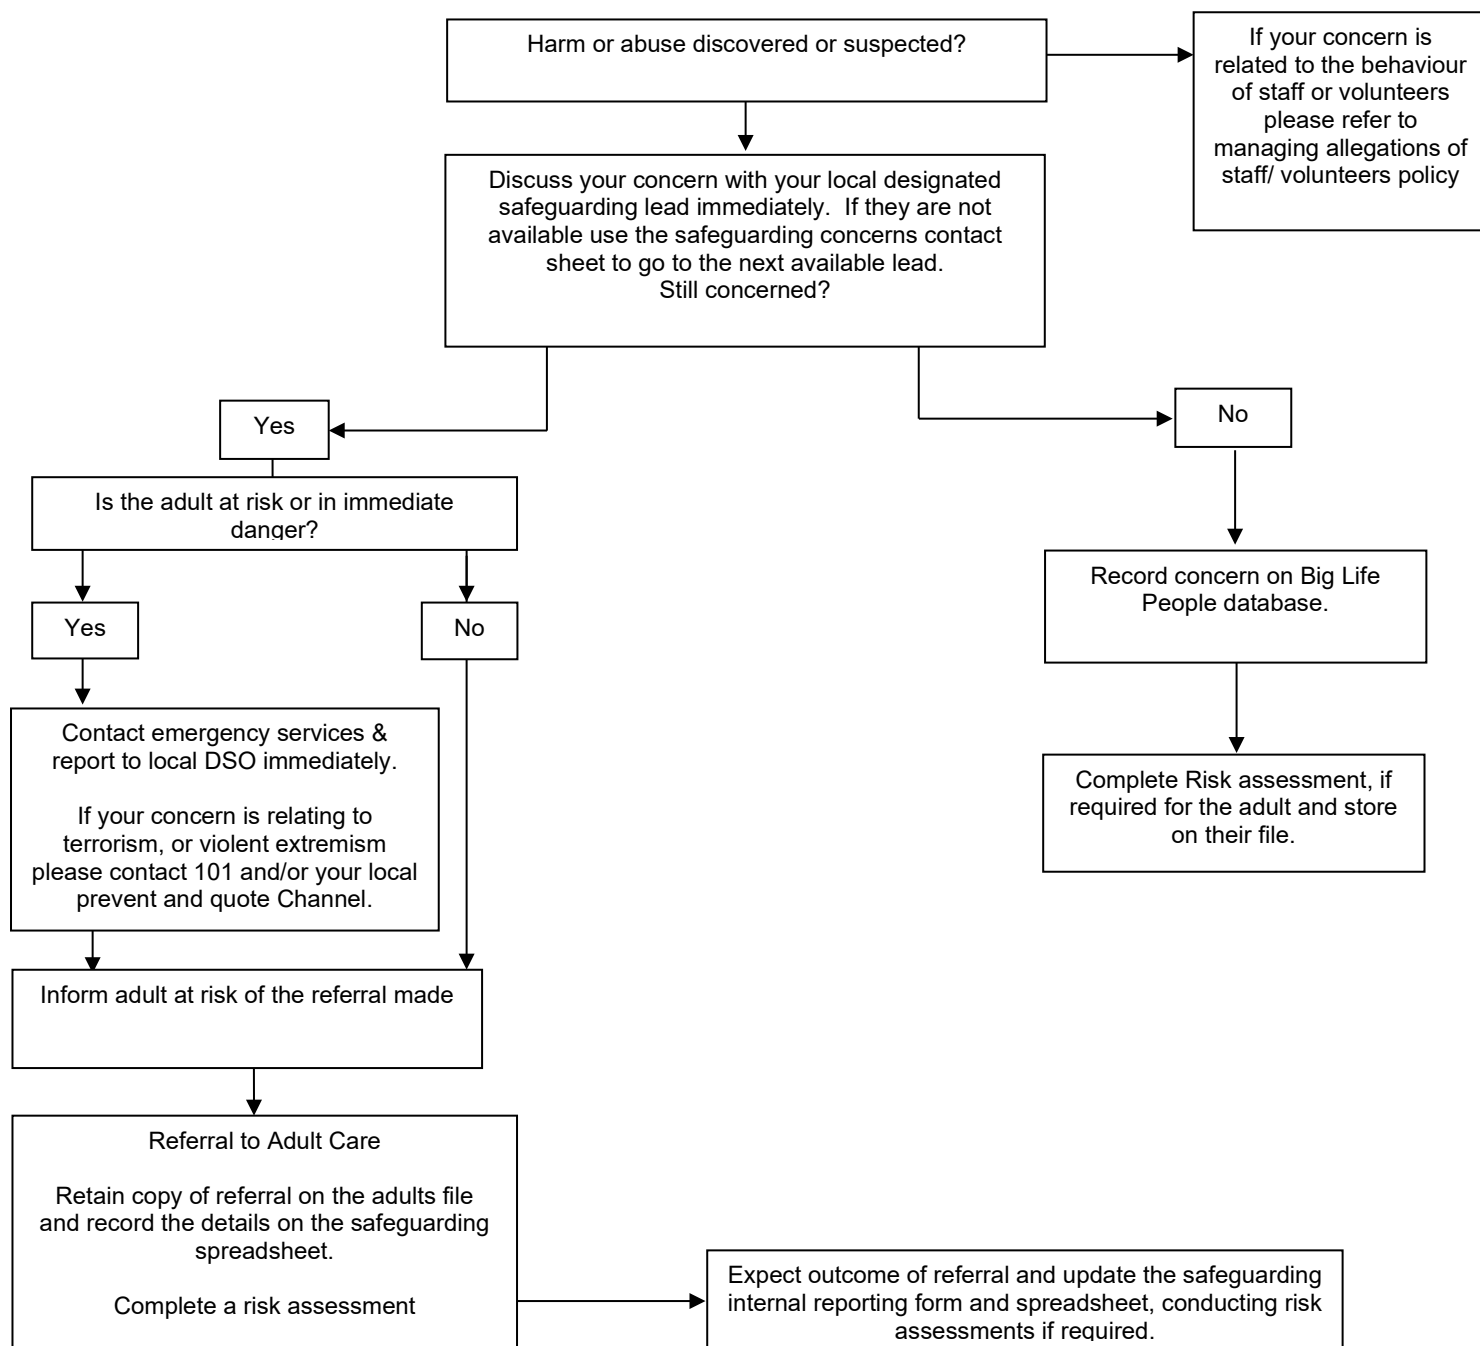 Harm or abuse discovered or suspected?
If your concern is
related to the behaviour
of staff or volunteers
please refer to
managing allegations of
staff/ volunteers policy
Discuss your concern with your local designated
safeguarding lead immediately.  If they are not
available use the safeguarding concerns contact
sheet to go to the next available lead.
Still concerned?
Yes
No
Is the adult at risk or in immediate
danger?
Yes
No
Record concern on Big Life
People database.
Contact emergency services &
report to local DSO immediately.
If your concern is relating to
terrorism, or violent extremism
please contact 101 and/or your local
prevent and quote Channel.
Complete Risk assessment, if
required for the adult and store
on their file.
Inform adult at risk of the referral made
Referral to Adult Care
Retain copy of referral on the adults file
and record the details on the safeguarding
spreadsheet.
Complete a risk assessment
Expect outcome of referral and update the safeguarding
internal reporting form and spreadsheet, conducting risk
assessments if required.